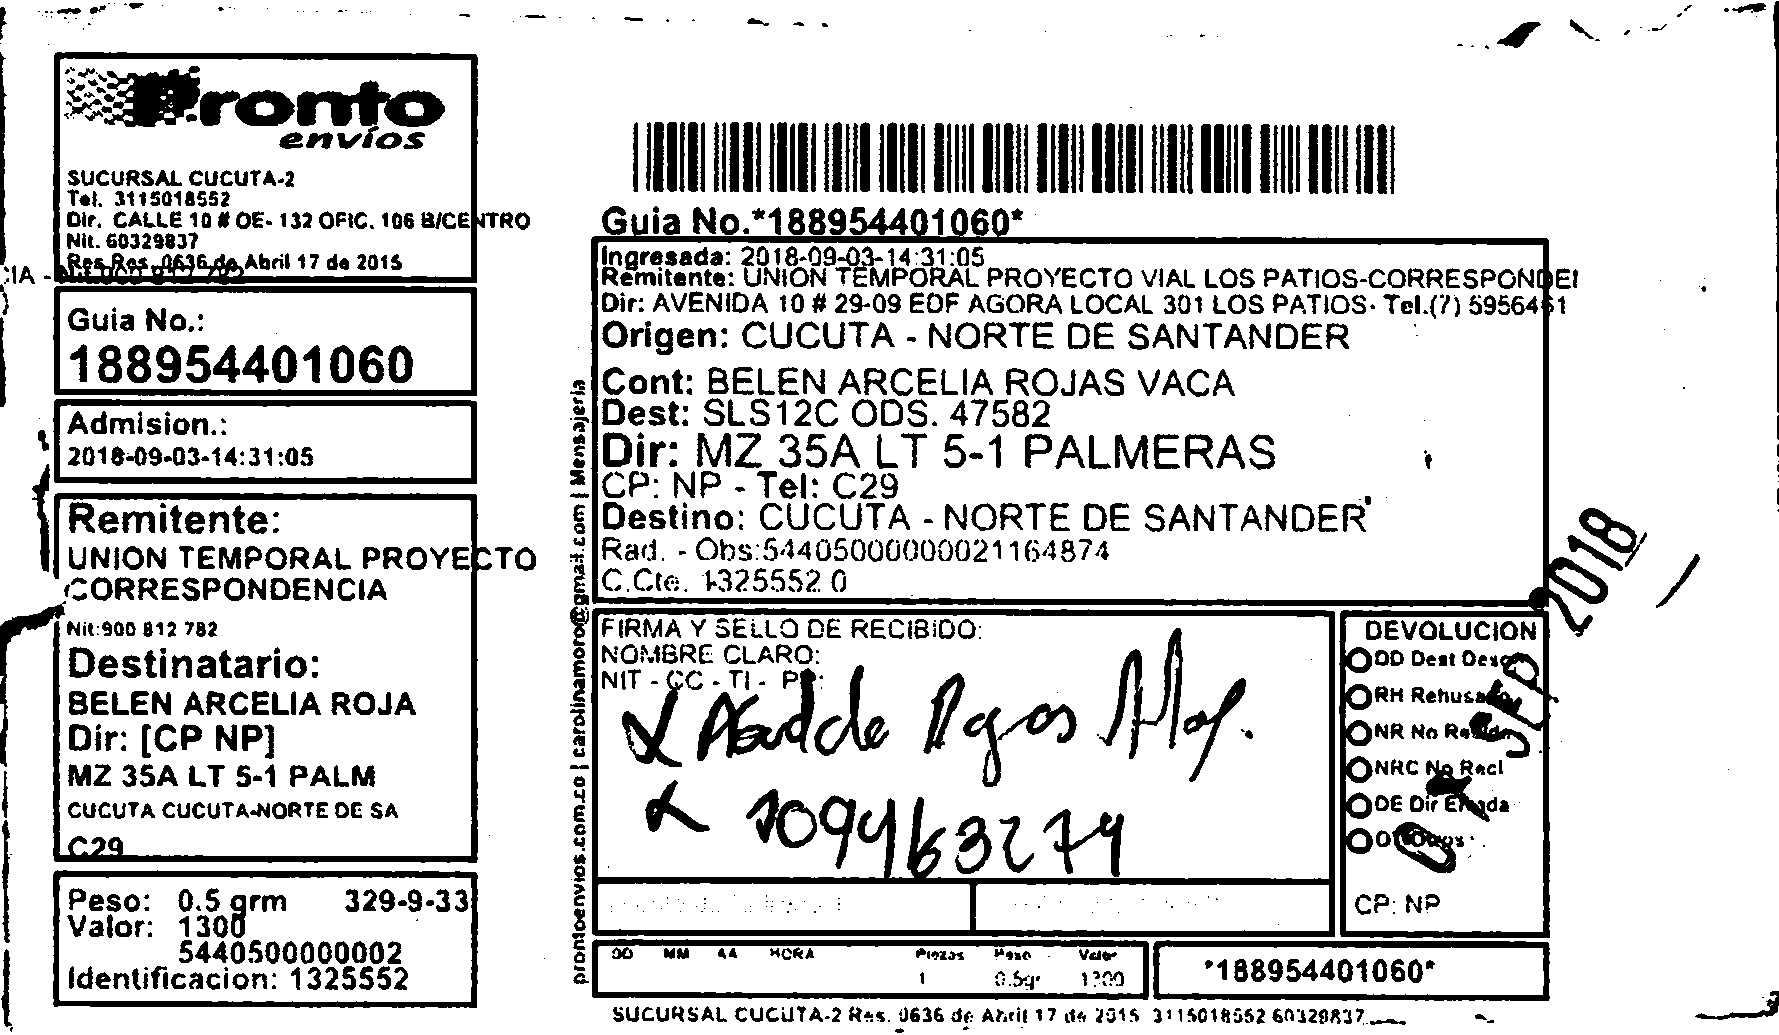 Pronto
envíos
SUCURSAL CUCUTA-2
Tel. 3115018552
Dir. CALLE 10 # OE- 132 OFIC. 106 B/CENTRO
Nit. 60329837
Res.Res. 0636 de Abril 17 de 2015
Guia No.:
188954401060
Admision.:
2018-09-03-14:31:05
Remitente:
UNION TEMPORAL PROYECTO
CORRESPONDENCIA
Nit:900 812 782
Destinatario:
BELEN ARCELIA ROJA
Dir: [CP NP]
MZ 35A LT 5-1 PALM
CUCUTA CUCUTA-NORTE DE SA
C29
Peso: 0.5 grm 329-9-33
Valor: 1300
5440500000002
Identificacion: 1325552
prontoenvios.com.co | carolinamoro@gmail.com | Mensajeria
Guia No.*188954401060*
Ingresada: 2018-09-03-14:31:05
Remitente: UNION TEMPORAL PROYECTO VIAL LOS PATIOS-CORRESPONDEI
Dir: AVENIDA 10 # 29-09 EDF AGORA LOCAL 301 LOS PATIOS- Tel.(7) 5956461
Origen: CUCUTA - NORTE DE SANTANDER
Cont: BELEN ARCELIA ROJAS VACA
Dest: SLS12C ODS. 47582
Dir: MZ 35A LT 5-1 PALMERAS
CP: NP - Tel: C29
Destino: CUCUTA - NORTE DE SANTANDER
Rad. - Obs:544050000000021164874
C.Cte. 1325552 0
FIRMA Y SELLO DE RECIBIDO:
NOMBRE CLARO:
NIT - CC - TI -
Rojas
1094163274
DEVOLUCION
DD Dest Desc
RH Rehusado
NR No Resido
NRC No Recl
DE Dir Errada
OT Otros
CP: NP
SEP 2018
DD MM AA HORA Piezas Peso Valor
1 0.5gr 1300
*188954401060*
SUCURSAL CUCUTA-2 Res. 0636 de Abril 17 de 2015 3115018552 60329837